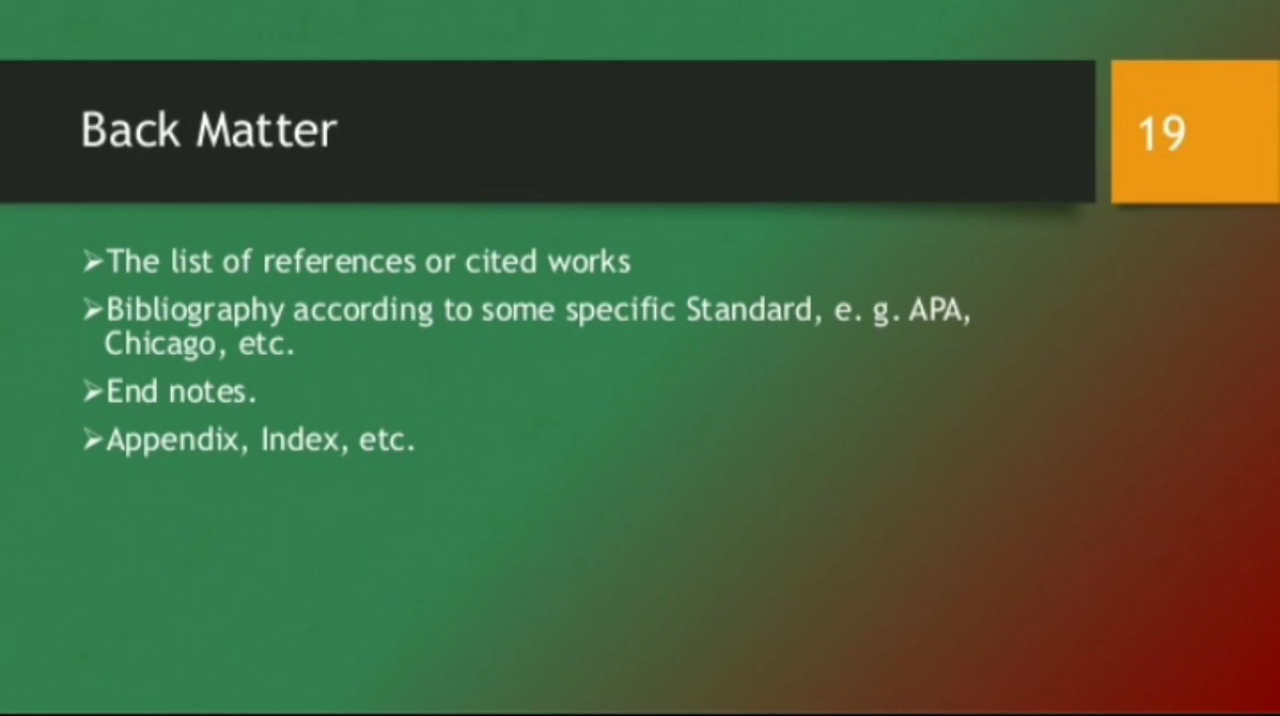 Back Matter
19
➢The list of references or cited works
➢Bibliography according to some specific Standard, e. g. APA,
Chicago, etc.
➢End notes.
➢Appendix, Index, etc.